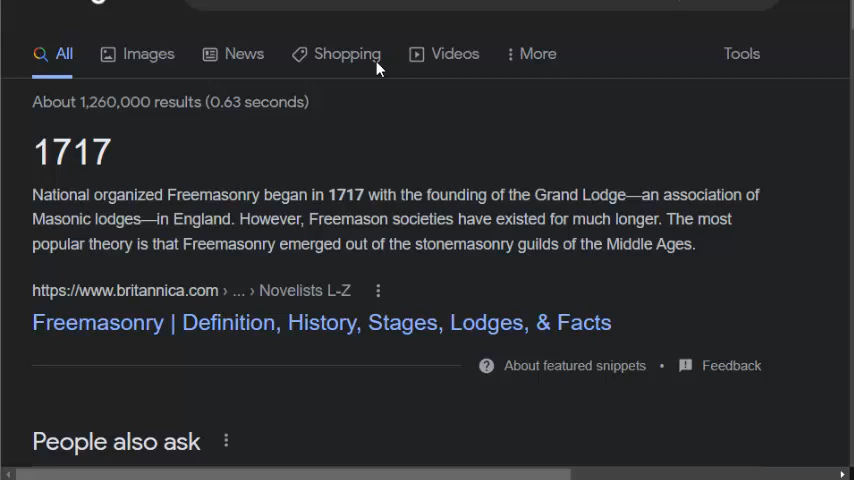 All Images News Shopping Videos More Tools
About 1,260,000 results (0.63 seconds)
1717
National organized Freemasonry began in 1717 with the founding of the Grand Lodge—an association of
Masonic lodges—in England. However, Freemason societies have existed for much longer. The most
popular theory is that Freemasonry emerged out of the stonemasonry guilds of the Middle Ages.
https://www.britannica.com › ... › Novelists L-Z
Freemasonry | Definition, History, Stages, Lodges, & Facts
About featured snippets • Feedback
People also ask